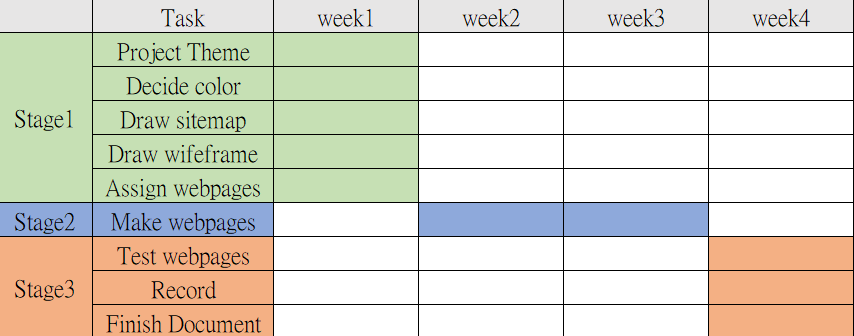 Task week1 week2 week3 week4
Project Theme
Decide color
Stage1 Draw sitemap
Draw wifeframe
Assign webpages
Stage2 Make webpages
Test webpages
Stage3 Record
Finish Document